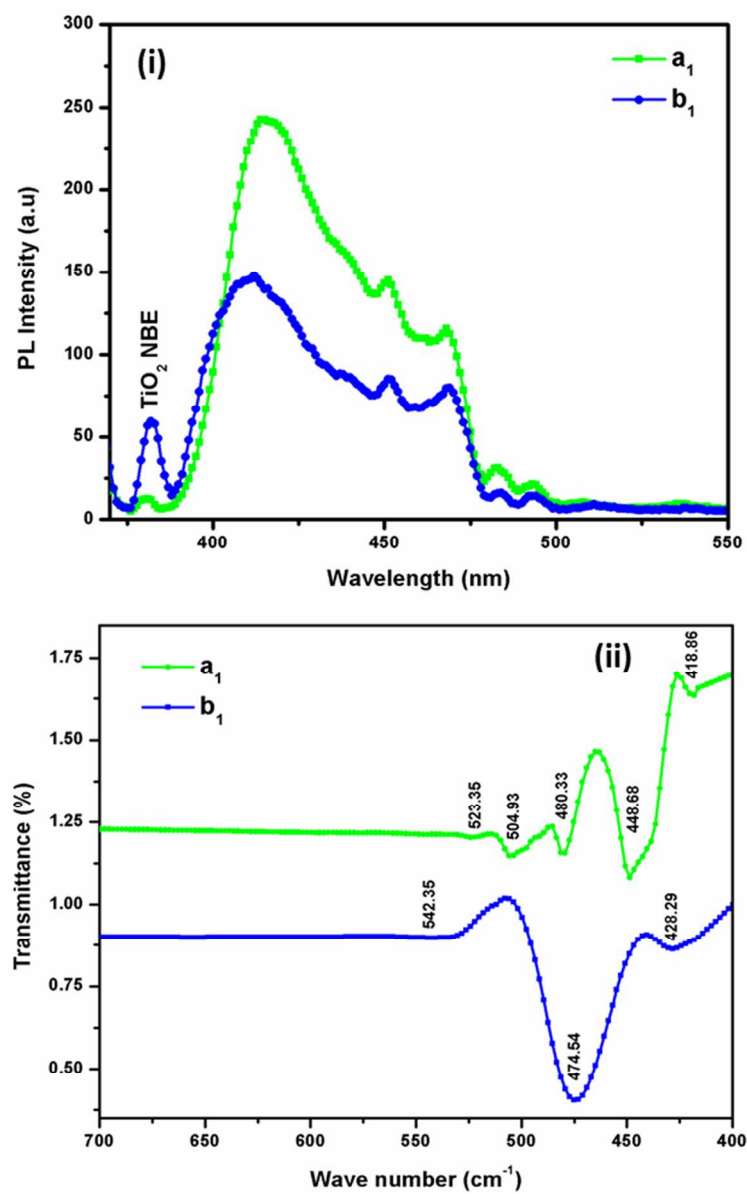 300
250
200
150
100
50
0
PL Intensity (a.u)
(i)
a₁
b₁
TiO₂ NBE
400
450
500
550
Wavelength (nm)
1.75
1.50
1.25
1.00
0.75
0.50
Transmittance (%)
a₁
b₁
(ii)
418.86
523.35
504.93
480.33
448.68
542.35
474.54
428.29
700
650
600
550
500
450
400
Wave number (cm⁻¹)